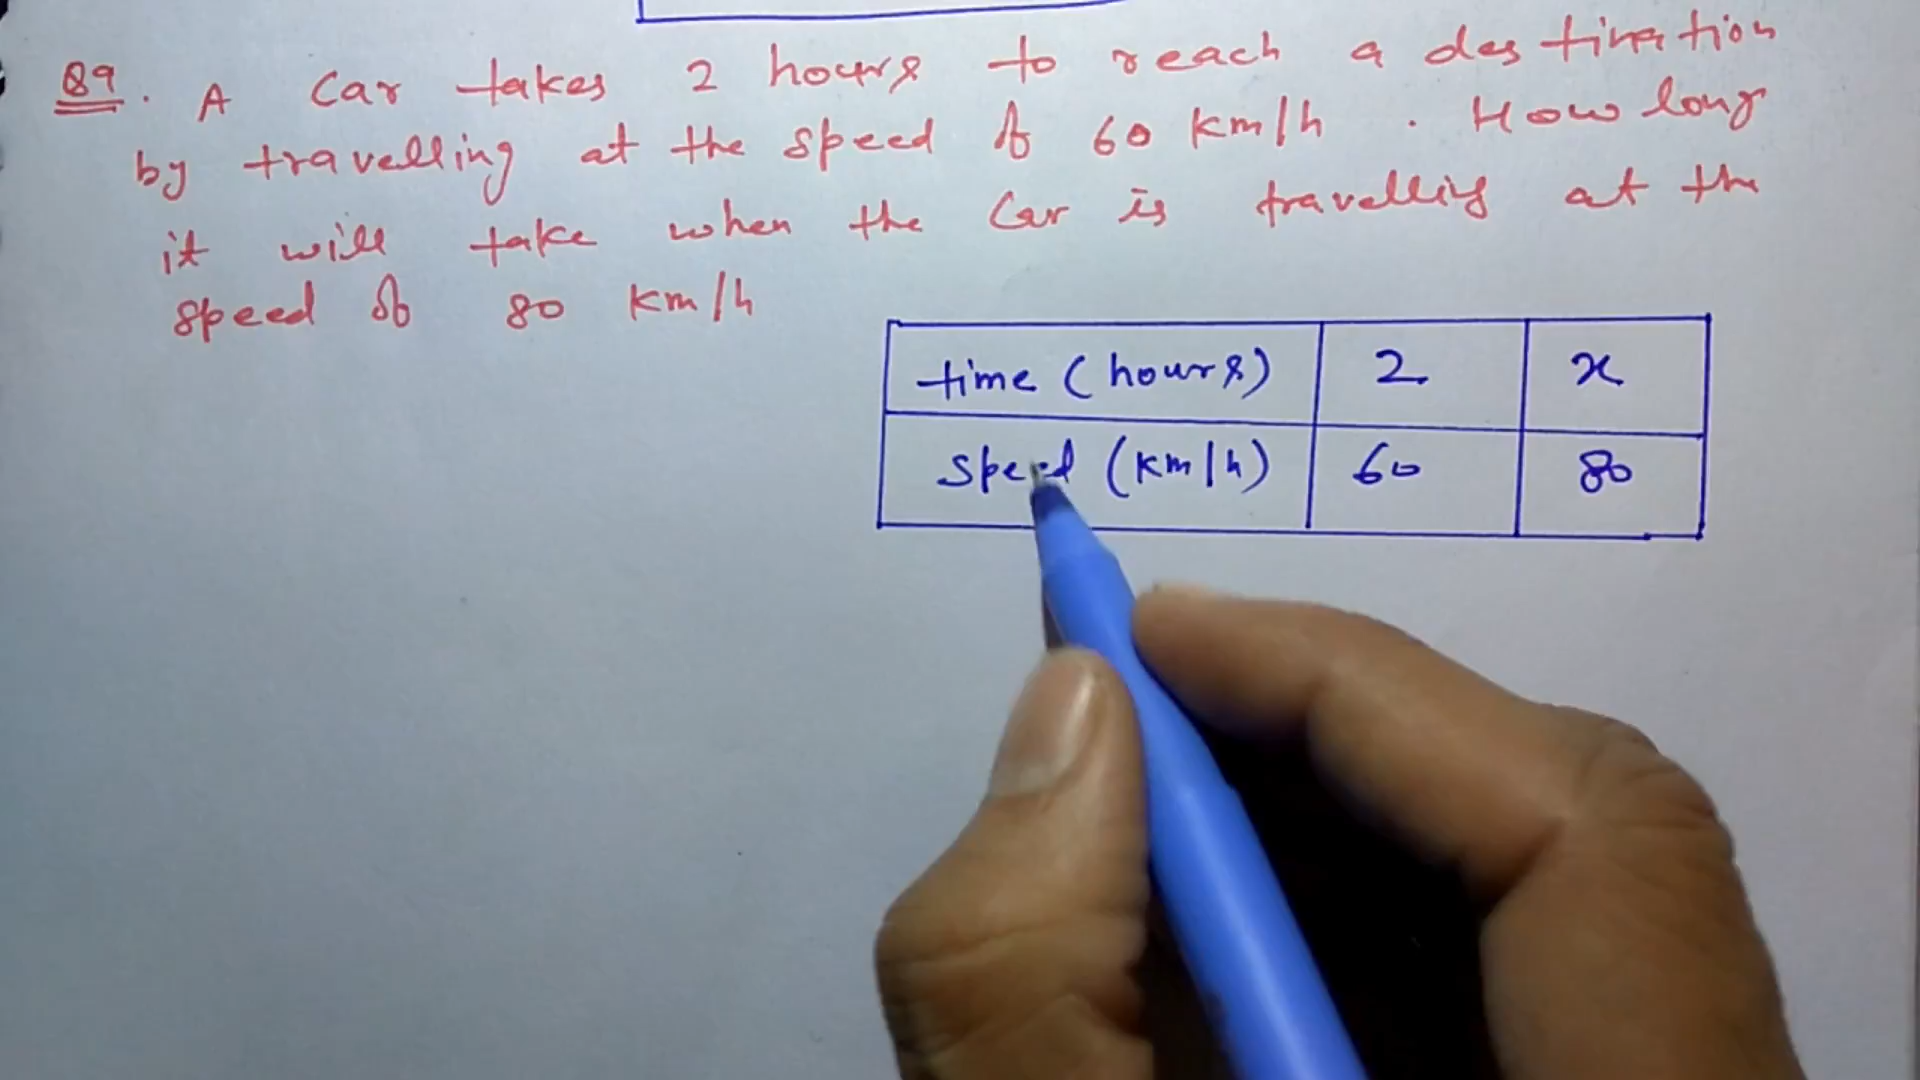 Q9. A Car takes 2 hours to reach a destination
by travelling at the speed of 60 km/h. How long
it will take when the Car is travelling at the
speed of 80 km/h
time (hours) 2 x
speed (km/h) 60 80